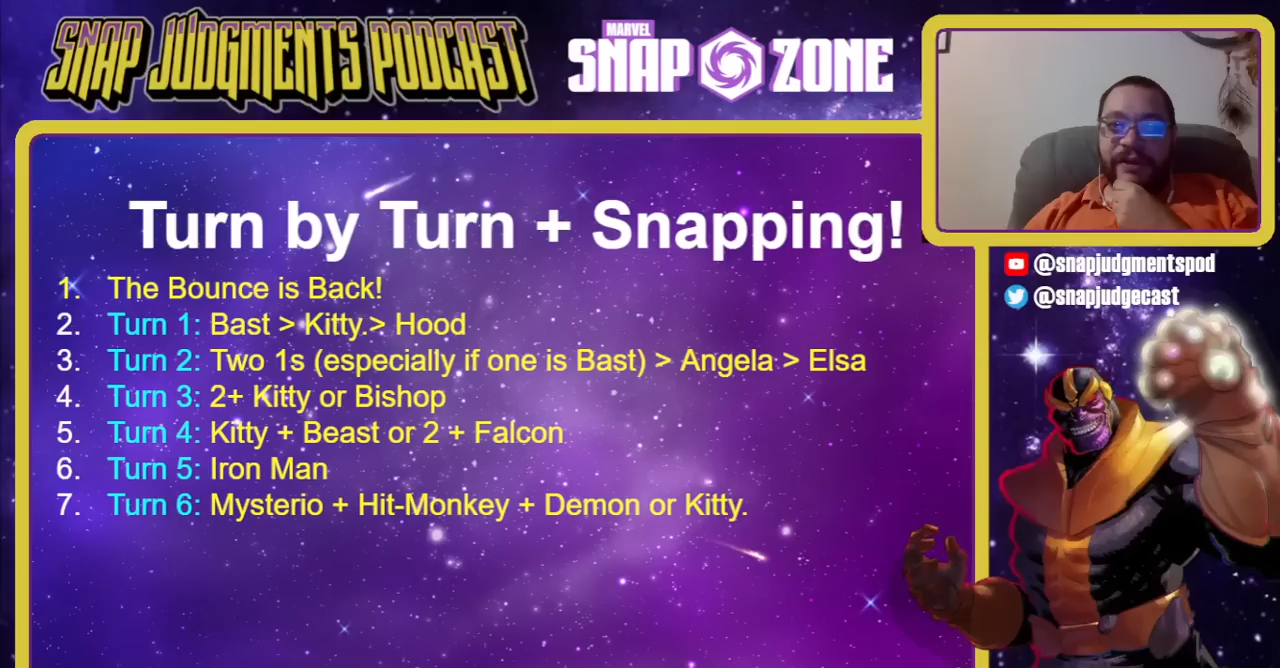 SNAP JUDGMENTS PODCAST
MARVEL
SNAP ZONE
Turn by Turn + Snapping!
1. The Bounce is Back!
2. Turn 1: Bast > Kitty.> Hood
3. Turn 2: Two 1s (especially if one is Bast) > Angela > Elsa
4. Turn 3: 2+ Kitty or Bishop
5. Turn 4: Kitty + Beast or 2 + Falcon
6. Turn 5: Iron Man
7. Turn 6: Mysterio + Hit-Monkey + Demon or Kitty.
@snapjudgmentspod
@snapjudgecast